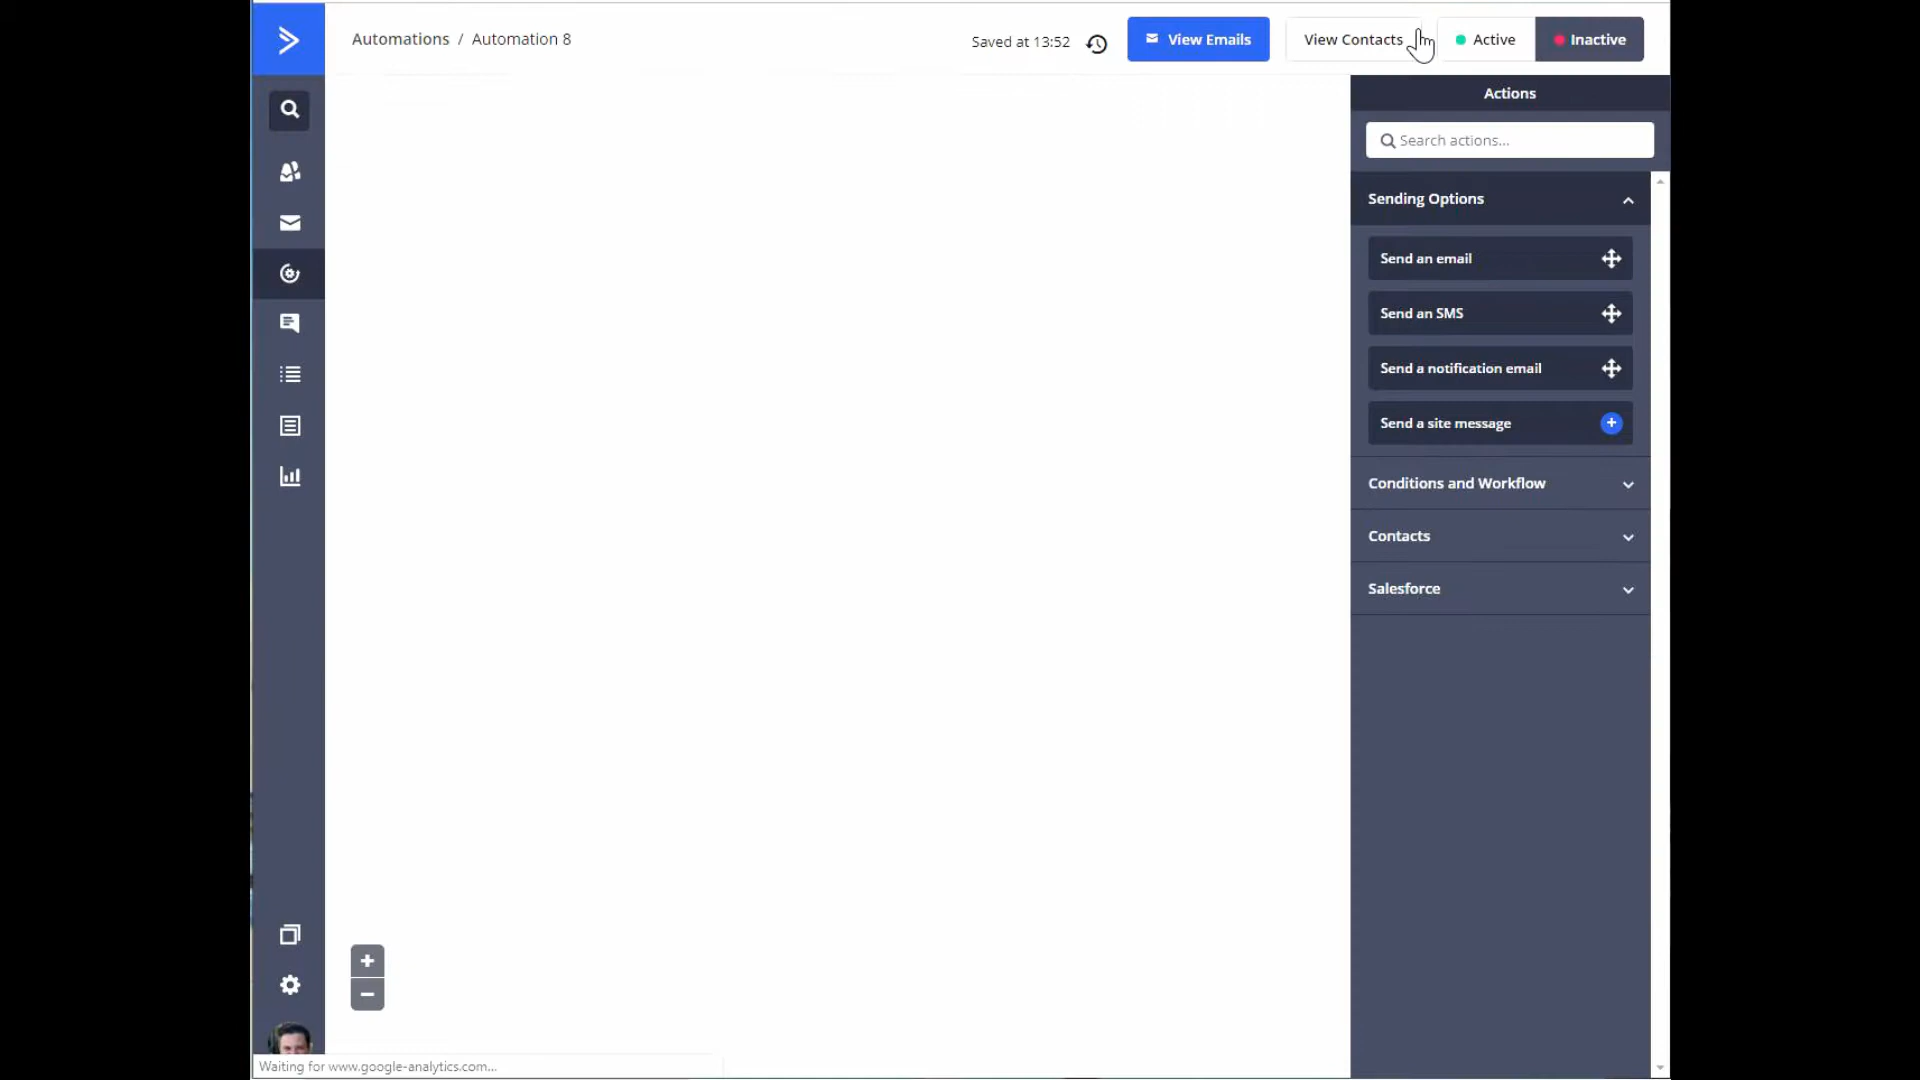 Automations / Automation 8
Saved at 13:52
View Emails
View Contacts
Active
Inactive
Actions
Search actions...
Sending Options
Send an email
Send an SMS
Send a notification email
Send a site message
Conditions and Workflow
Contacts
Salesforce
Waiting for www.google-analytics.com...